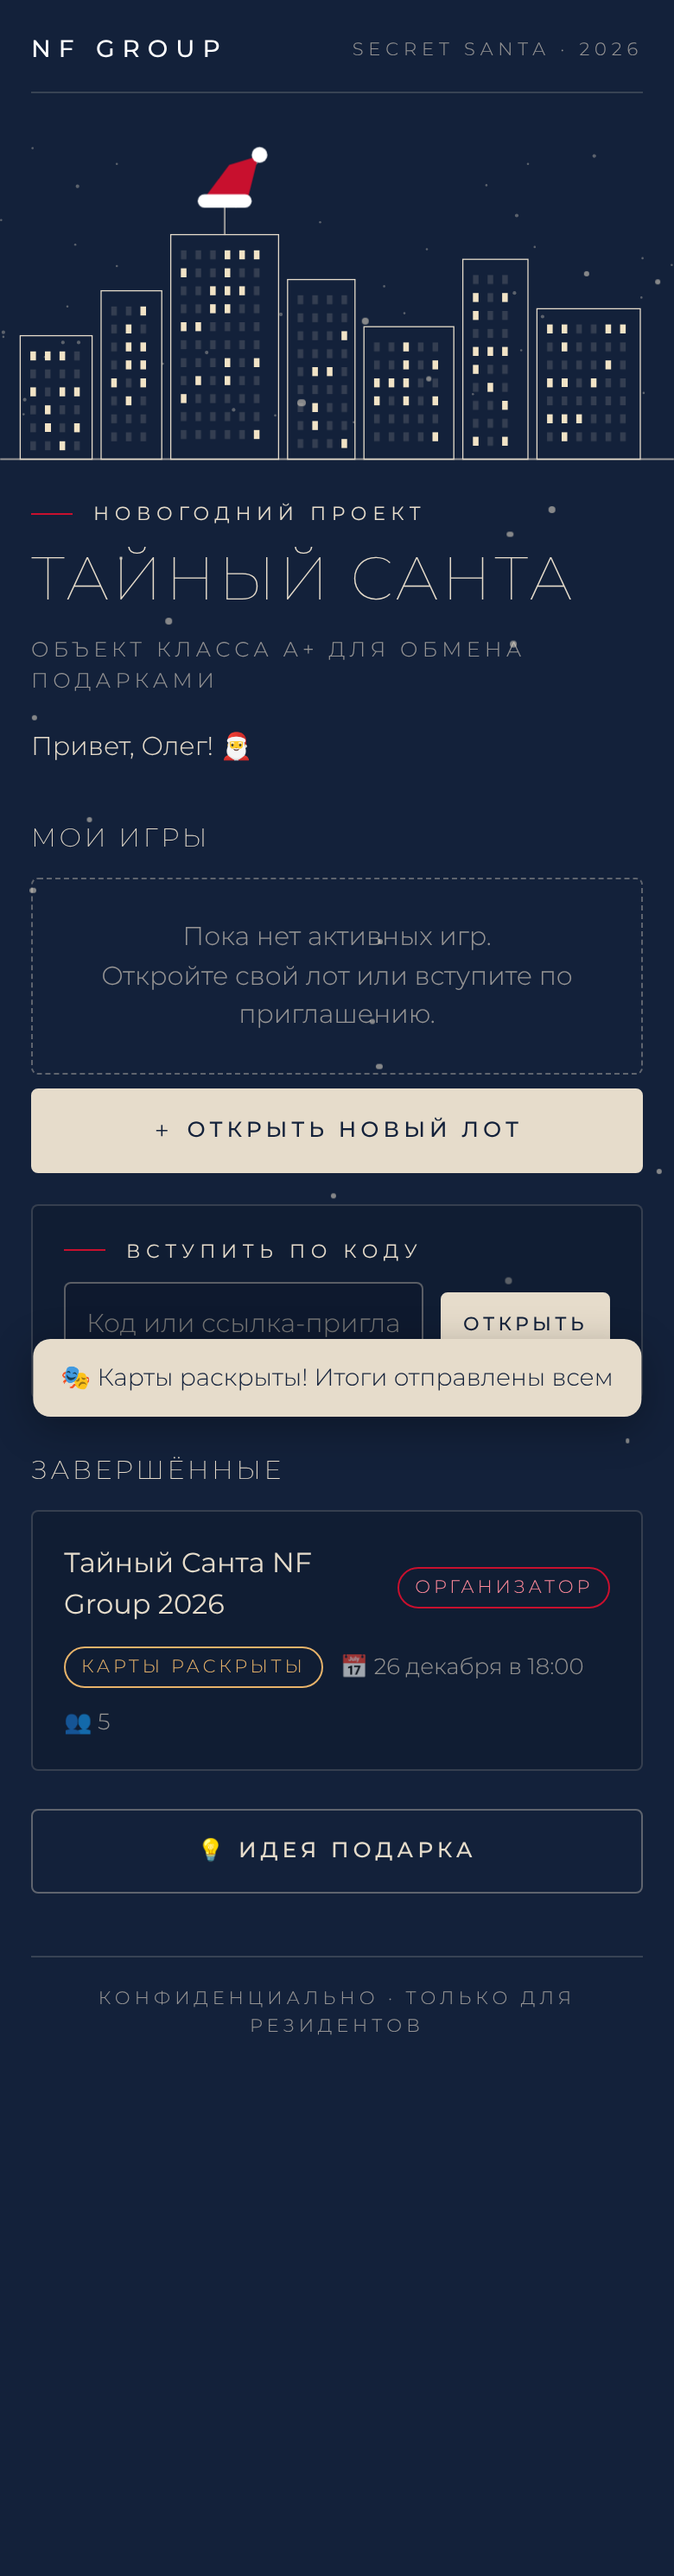 NF GROUP
SECRET SANTA · 2026
НОВОГОДНИЙ ПРОЕКТ
ТАЙНЫЙ САНТА
ОБЪЕКТ КЛАССА А+ ДЛЯ ОБМЕНА
ПОДАРКАМИ
Привет, Олег! 🎅
МОИ ИГРЫ
Пока нет активных игр.
Откройте свой лот или вступите по
приглашению.
+ ОТКРЫТЬ НОВЫЙ ЛОТ
ВСТУПИТЬ ПО КОДУ
Код или ссылка-пригла
ОТКРЫТЬ
🎭 Карты раскрыты! Итоги отправлены всем
ЗАВЕРШЁННЫЕ
Тайный Санта NF
Group 2026
ОРГАНИЗАТОР
КАРТЫ РАСКРЫТЫ
📅 26 декабря в 18:00
👥 5
💡 ИДЕЯ ПОДАРКА
КОНФИДЕНЦИАЛЬНО · ТОЛЬКО ДЛЯ
РЕЗИДЕНТОВ